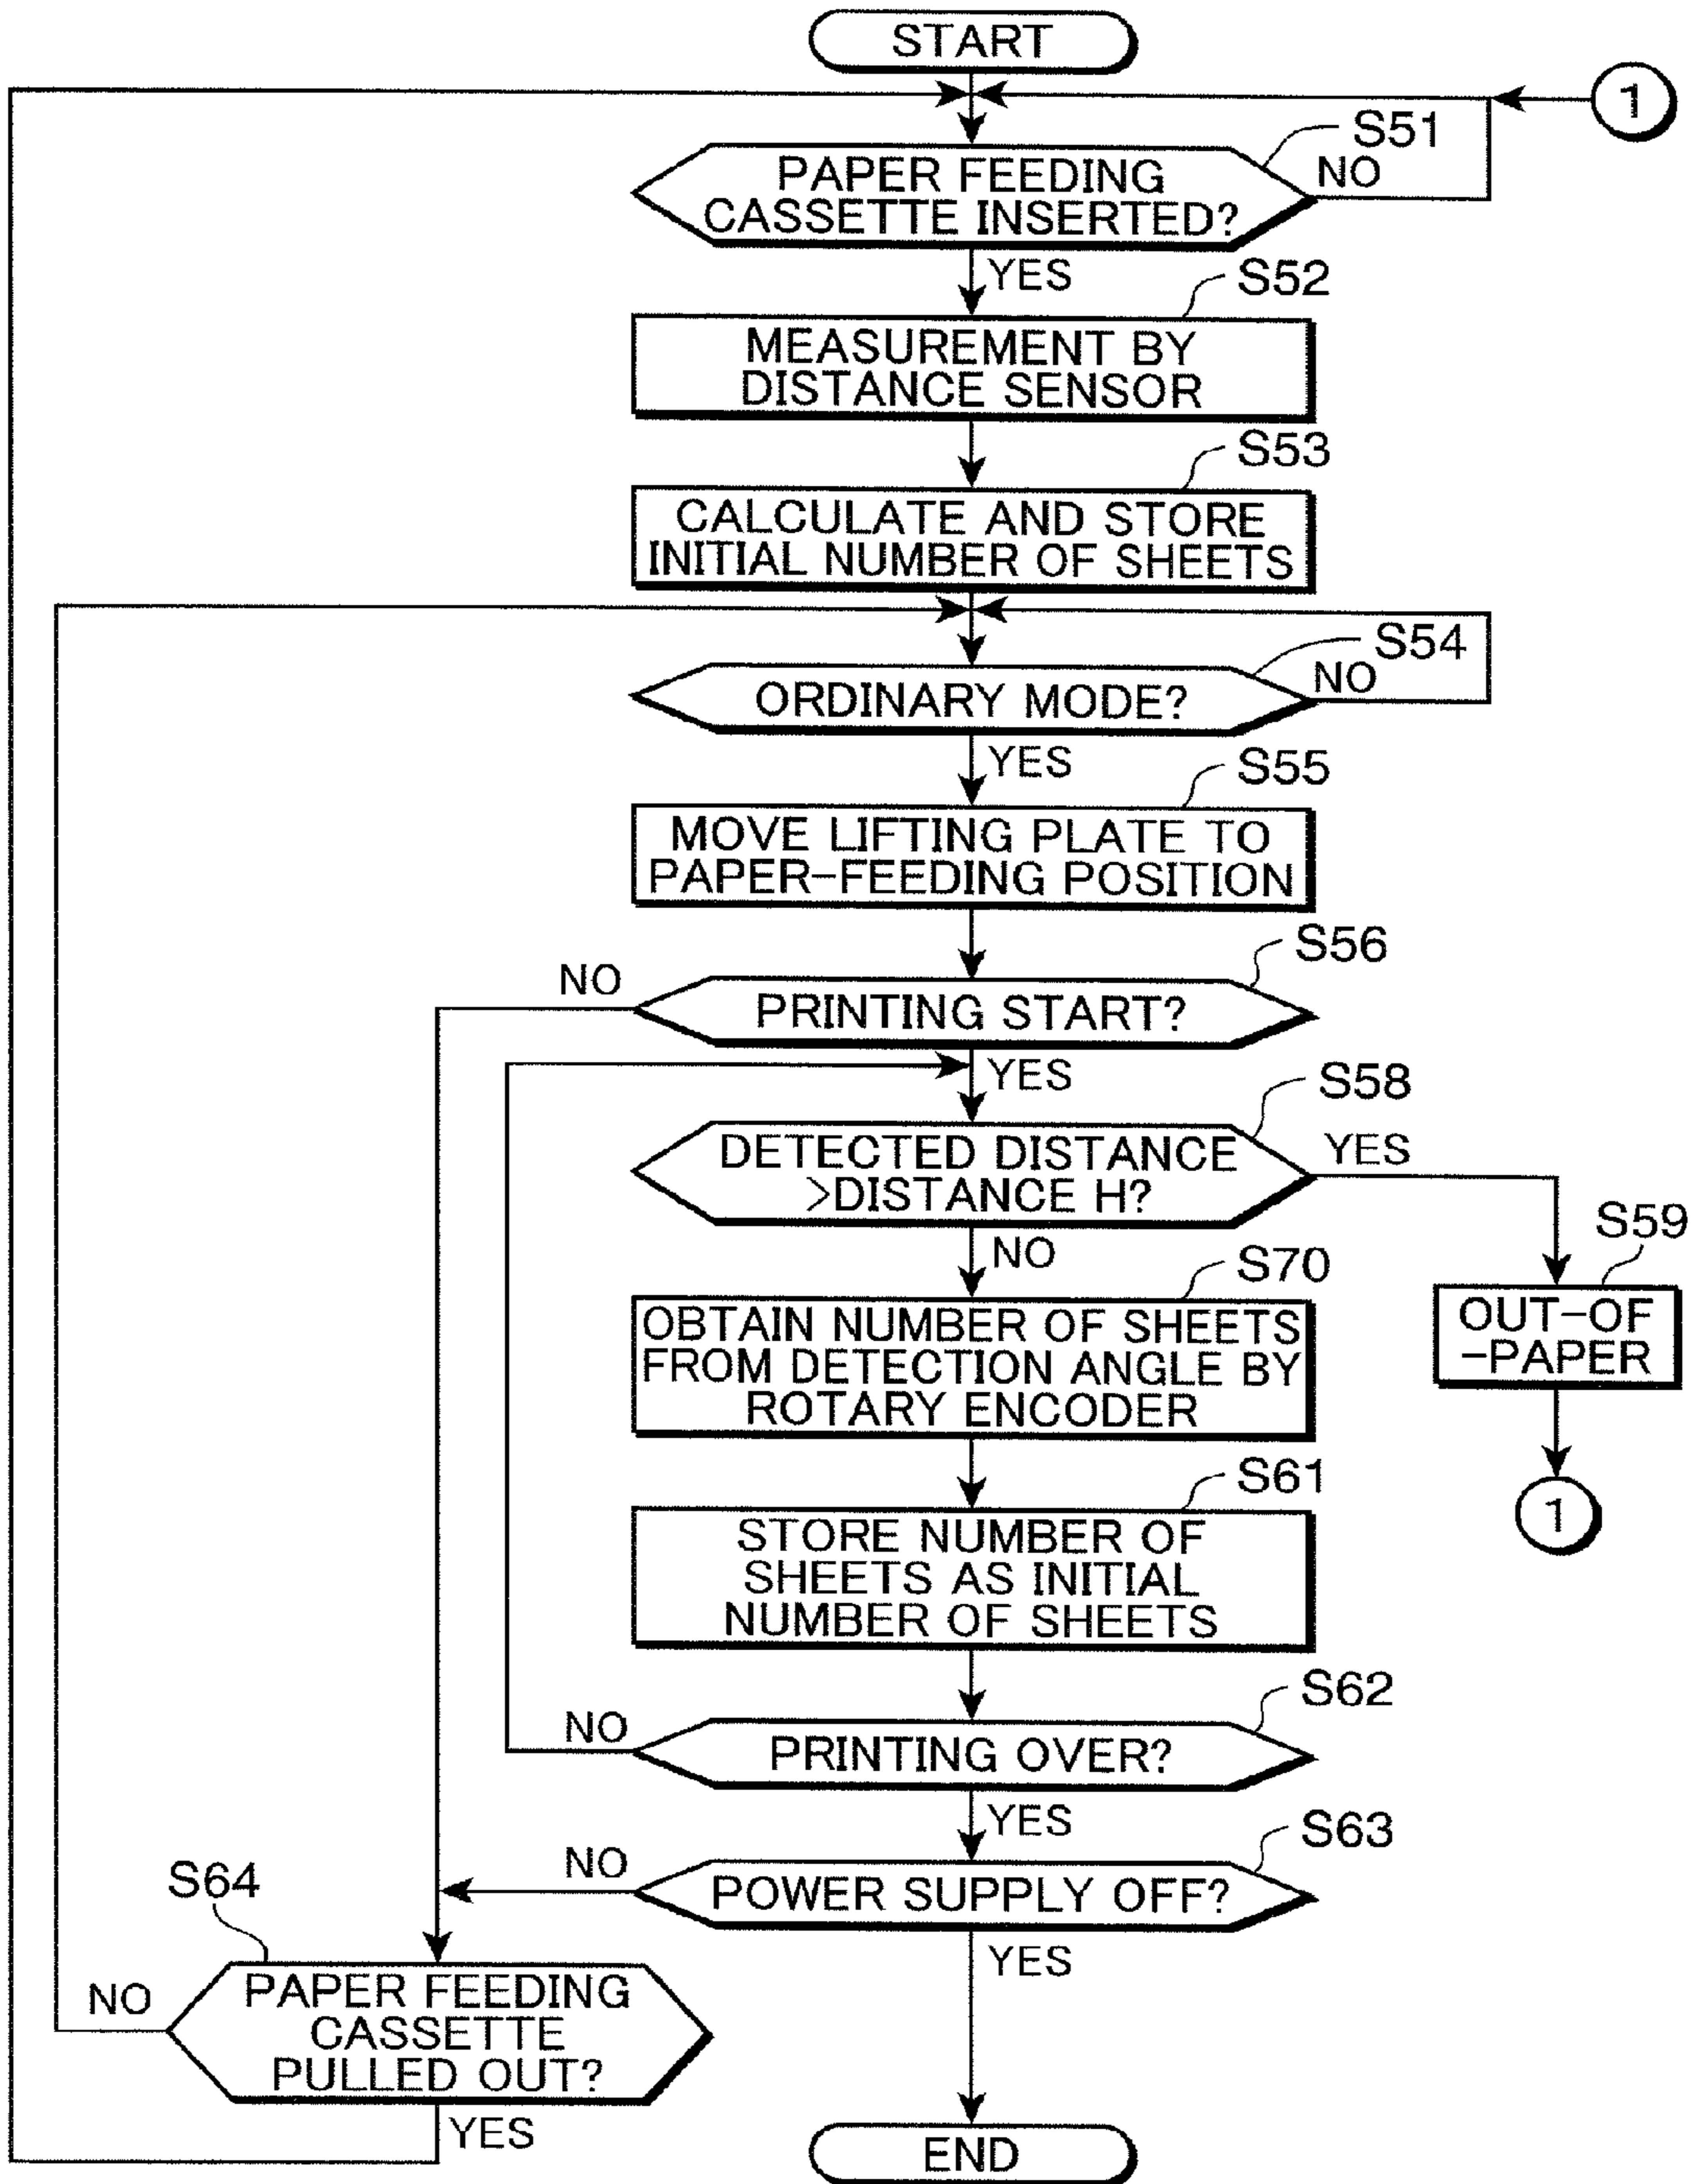 START
1
S51
PAPER FEEDING
CASSETTE INSERTED?
NO
YES
S52
MEASUREMENT BY
DISTANCE SENSOR
S53
CALCULATE AND STORE
INITIAL NUMBER OF SHEETS
S54
ORDINARY MODE?
NO
YES
S55
MOVE LIFTING PLATE TO
PAPER-FEEDING POSITION
S56
NO
PRINTING START?
YES
S58
DETECTED DISTANCE
>DISTANCE H?
YES
NO
S59
OUT-OF
-PAPER
1
S70
OBTAIN NUMBER OF SHEETS
FROM DETECTION ANGLE BY
ROTARY ENCODER
S61
STORE NUMBER OF
SHEETS AS INITIAL
NUMBER OF SHEETS
S62
NO
PRINTING OVER?
YES
S63
NO
POWER SUPPLY OFF?
YES
S64
NO
PAPER FEEDING
CASSETTE
PULLED OUT?
YES
END